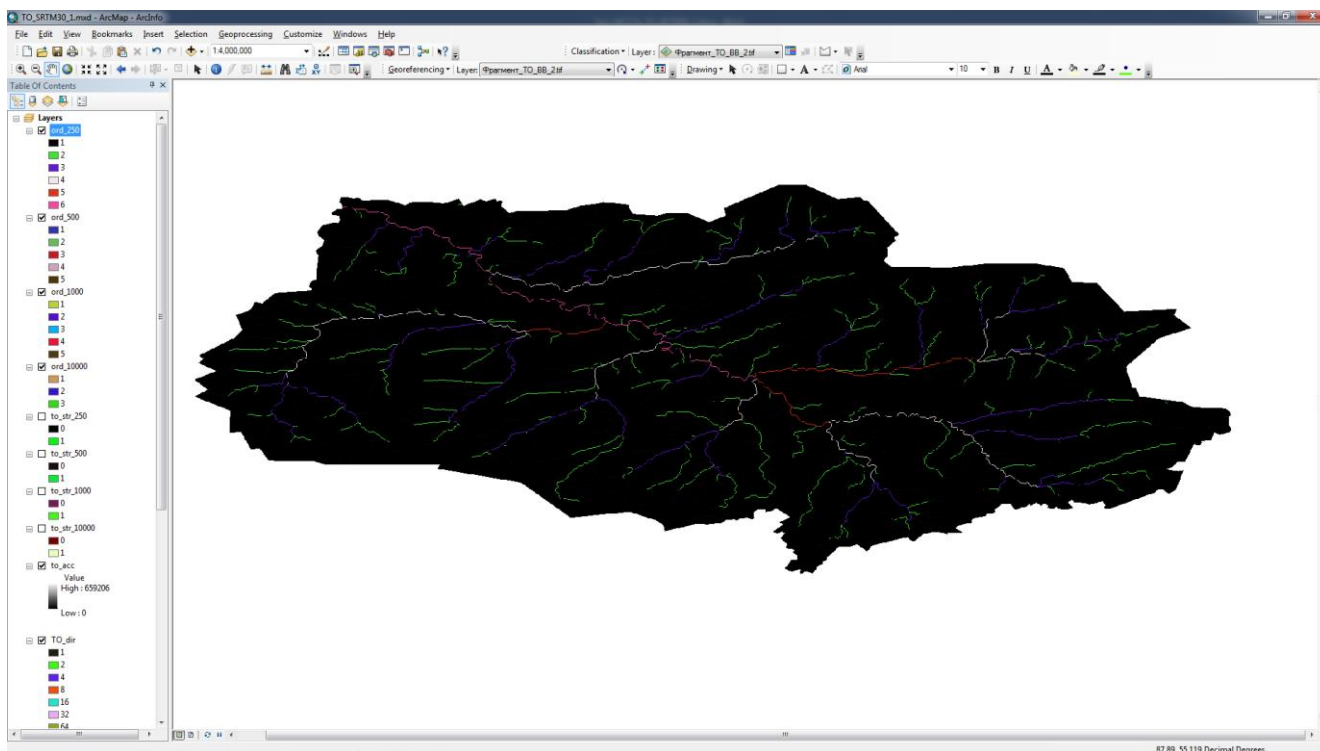 TO_SRTM30_1.mxd - ArcMap - ArcInfo
File Edit View Bookmarks Insert Selection Geoprocessing Customize Windows Help
1:4,000,000
Classification Layer: Фрагмент_TO_BB_2.tif
Georeferencing Layer: Фрагмент_TO_BB_2.tif
Drawing A Arial 10 B I U A
Table Of Contents
Layers
ord_250
1
2
3
4
5
6
ord_500
1
2
3
4
5
ord_1000
1
2
3
4
5
ord_10000
1
2
3
to_str_250
0
1
to_str_500
0
1
to_str_1000
0
1
to_str_10000
0
1
to_acc
Value
High : 659206
Low : 0
TO_dir
1
2
4
8
16
32
64
87,89 55,119 Decimal Degrees